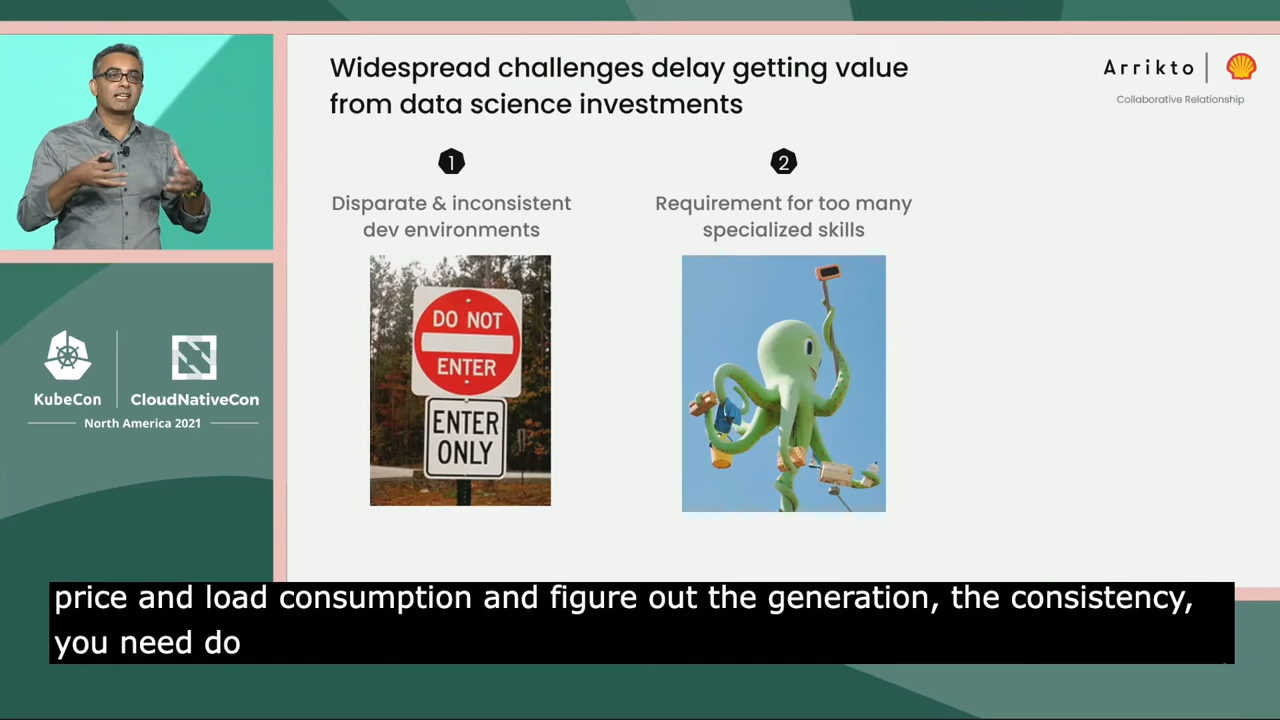 Widespread challenges delay getting value
from data science investments
Arrikto
Collaborative Relationship
1
Disparate & inconsistent
dev environments
2
Requirement for too many
specialized skills
DO NOT
ENTER
ENTER
ONLY
KubeCon
CloudNativeCon
North America 2021
price and load consumption and figure out the generation, the consistency,
you need do